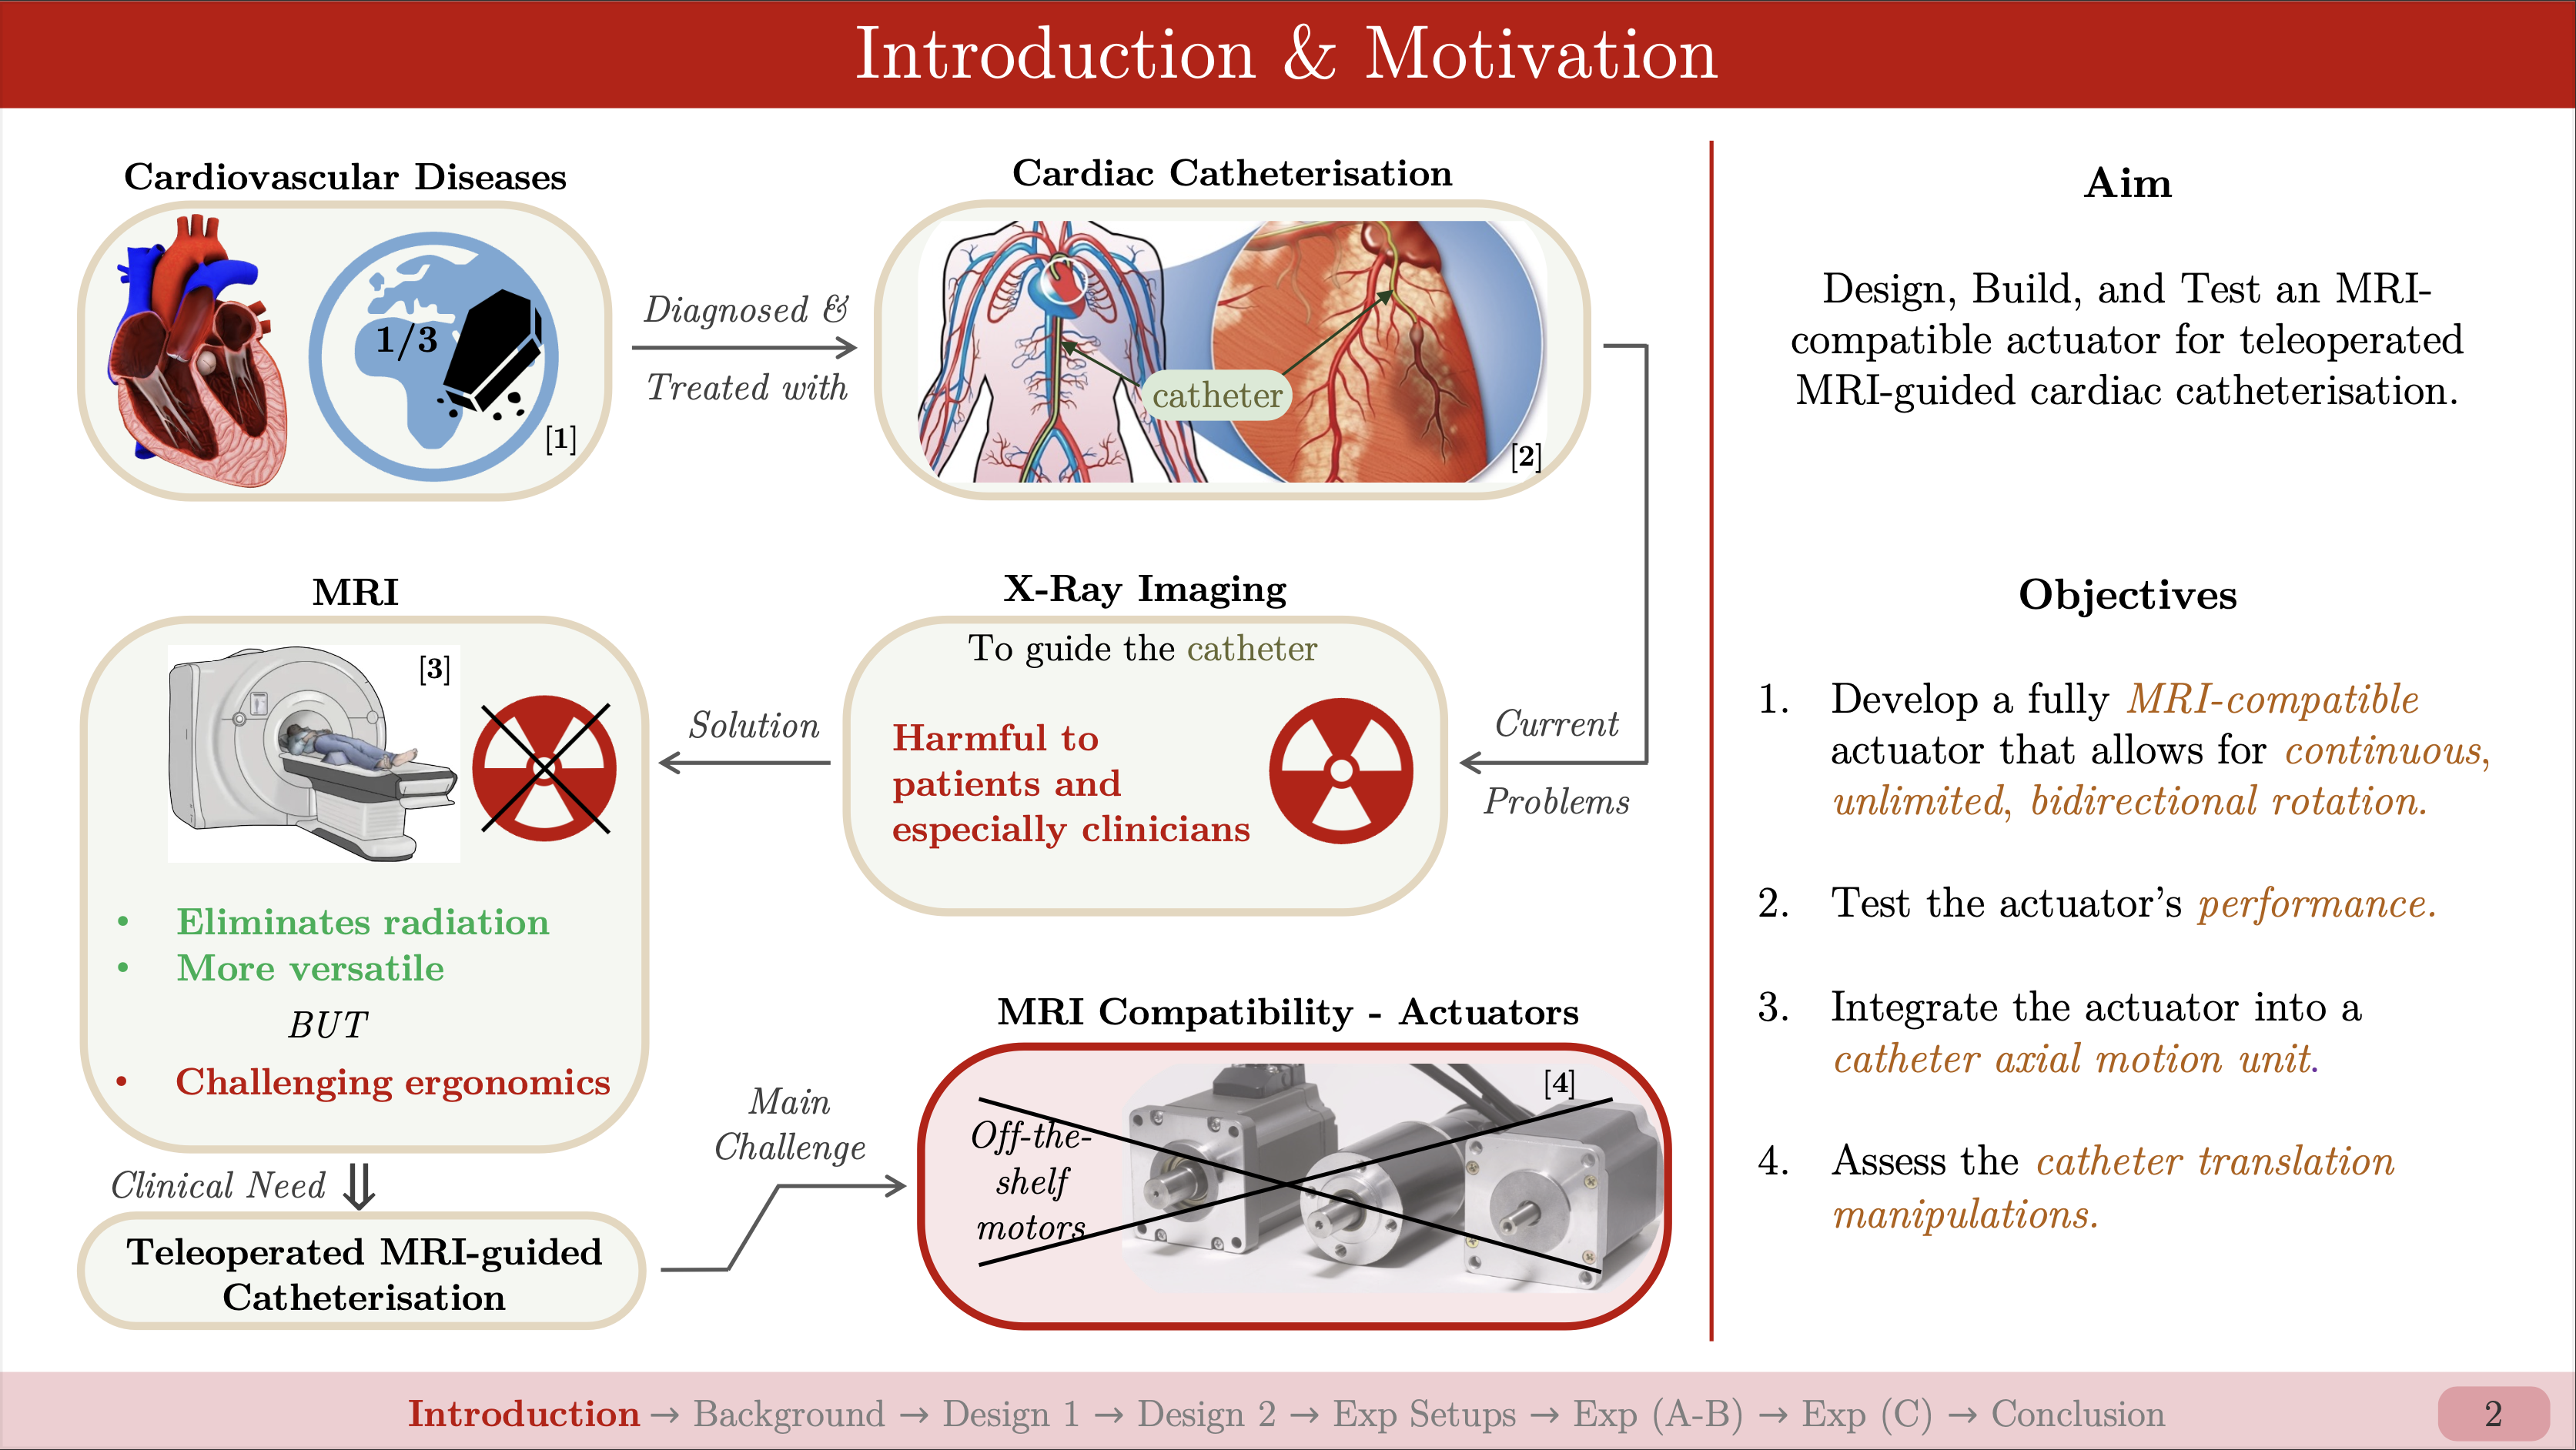 Introduction & Motivation
Cardiovascular Diseases
1/3
[1]
Diagnosed &
Treated with
Cardiac Catheterisation
catheter
[2]
Current
Problems
X-Ray Imaging
To guide the catheter
Harmful to
patients and
especially clinicians
Solution
MRI
[3]
• Eliminates radiation
• More versatile
BUT
• Challenging ergonomics
Clinical Need ⇓
Teleoperated MRI-guided
Catheterisation
Main
Challenge
MRI Compatibility - Actuators
[4]
Off-the-
shelf
motors
Aim
Design, Build, and Test an MRI-
compatible actuator for teleoperated
MRI-guided cardiac catheterisation.
Objectives
1. Develop a fully MRI-compatible
actuator that allows for continuous,
unlimited, bidirectional rotation.
2. Test the actuator’s performance.
3. Integrate the actuator into a
catheter axial motion unit.
4. Assess the catheter translation
manipulations.
Introduction → Background → Design 1 → Design 2 → Exp Setups → Exp (A-B) → Exp (C) → Conclusion
2